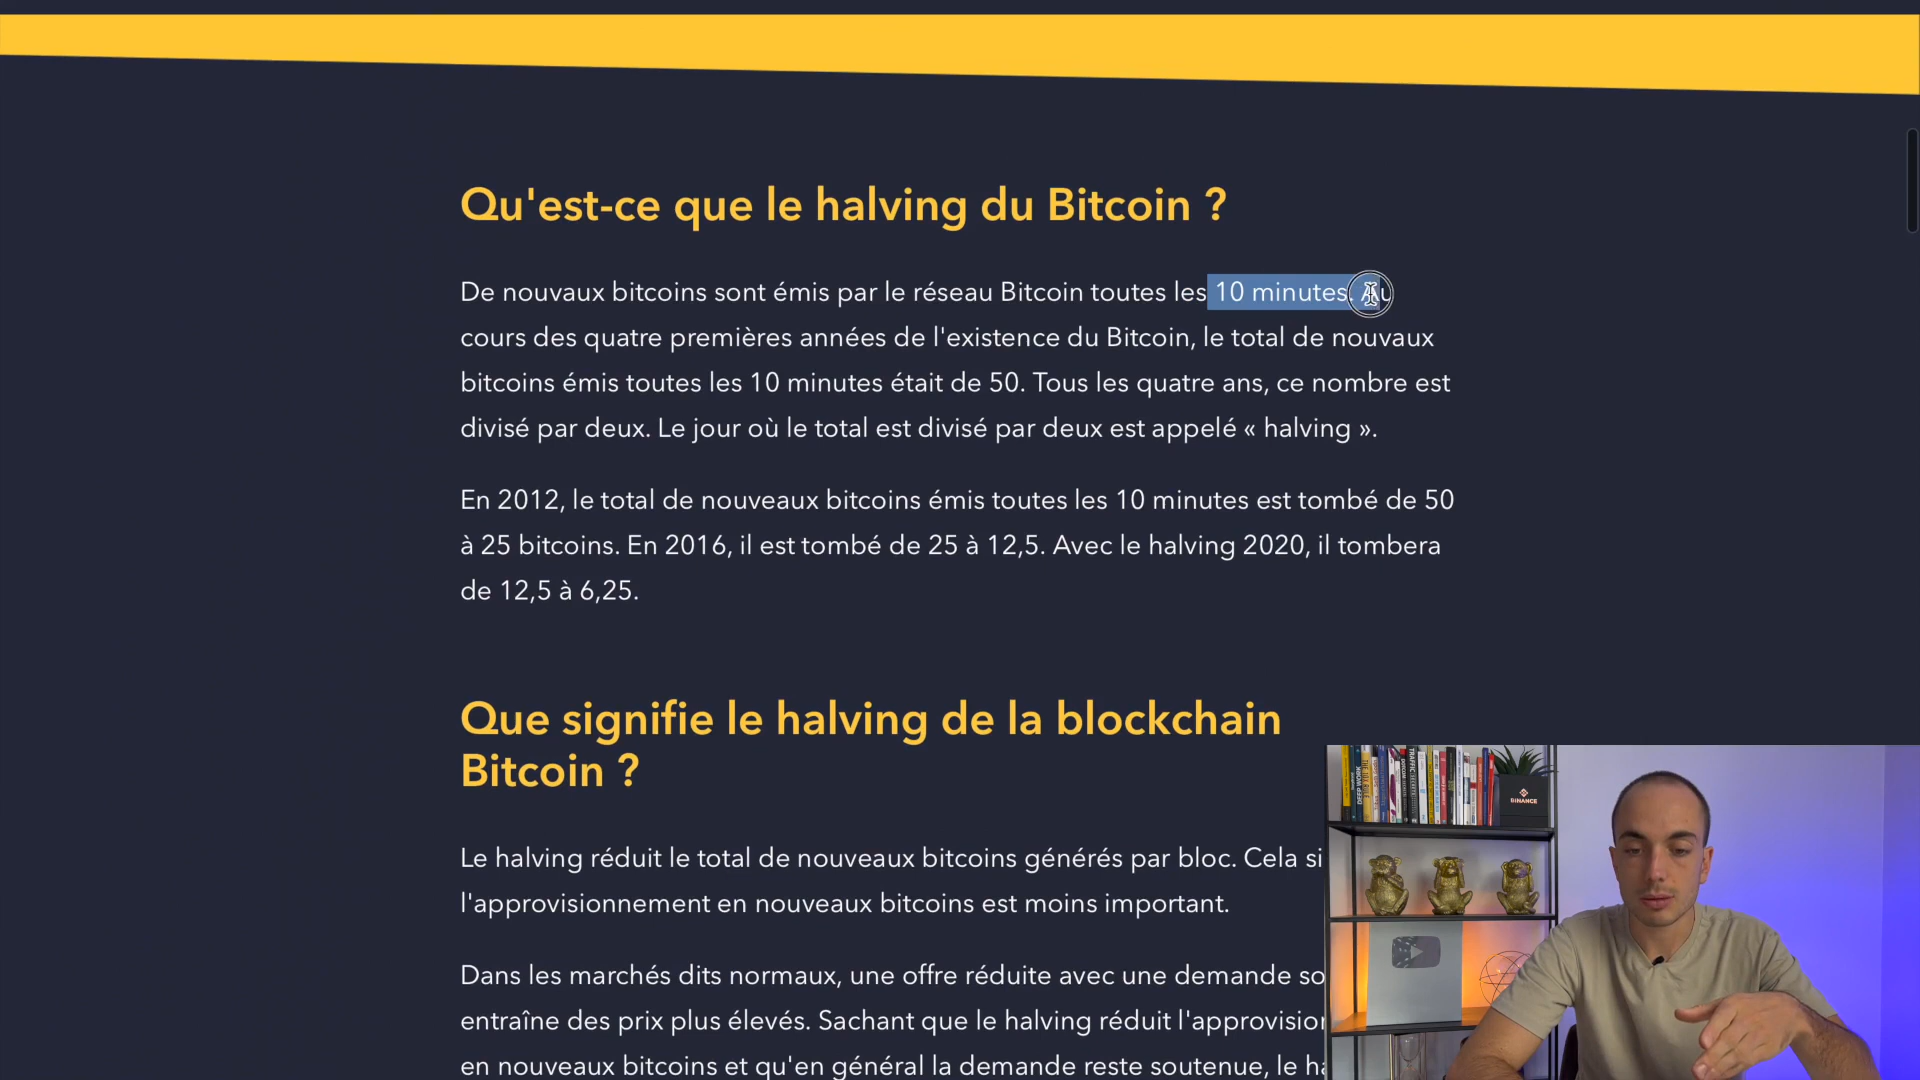 Qu'est-ce que le halving du Bitcoin ?
De nouvaux bitcoins sont émis par le réseau Bitcoin toutes les 10 minutes. Au
cours des quatre premières années de l'existence du Bitcoin, le total de nouvaux
bitcoins émis toutes les 10 minutes était de 50. Tous les quatre ans, ce nombre est
divisé par deux. Le jour où le total est divisé par deux est appelé « halving ».
En 2012, le total de nouveaux bitcoins émis toutes les 10 minutes est tombé de 50
à 25 bitcoins. En 2016, il est tombé de 25 à 12,5. Avec le halving 2020, il tombera
de 12,5 à 6,25.
Que signifie le halving de la blockchain
Bitcoin ?
Le halving réduit le total de nouveaux bitcoins générés par bloc. Cela si
l'approvisionnement en nouveaux bitcoins est moins important.
Dans les marchés dits normaux, une offre réduite avec une demande so
entraîne des prix plus élevés. Sachant que le halving réduit l'approvision
en nouveaux bitcoins et qu'en général la demande reste soutenue, le ha
DEEP WORK
TRAFFIC
BINANCE